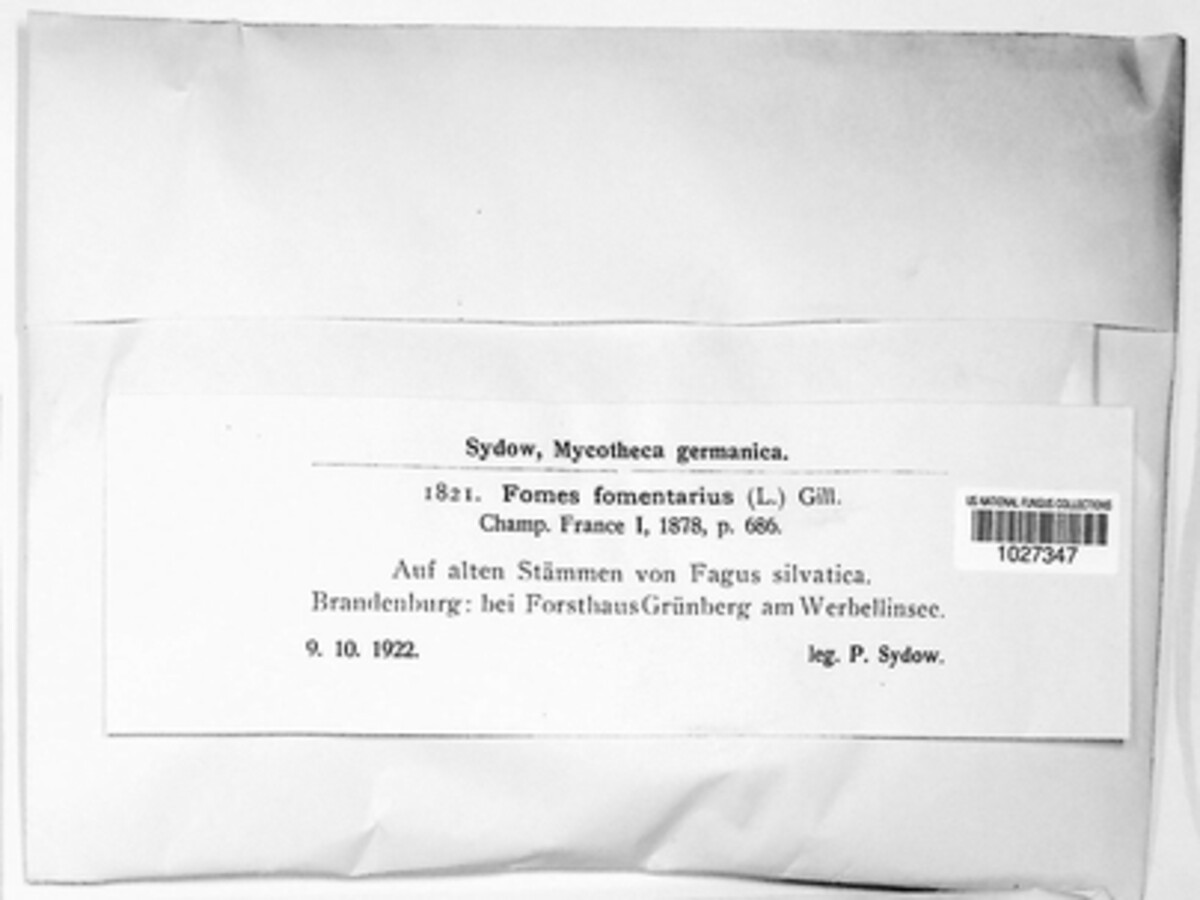 Sydow, Mycotheca germanica.
1821. Fomes fomentarius (L.) Gill.
Champ. France I, 1878, p. 686.
Auf alten Stämmen von Fagus silvatica.
Brandenburg: bei Forsthaus Grünberg am Werbellinsee.
9. 10. 1922. leg. P. Sydow.
US NATIONAL FUNGUS COLLECTIONS
1027347